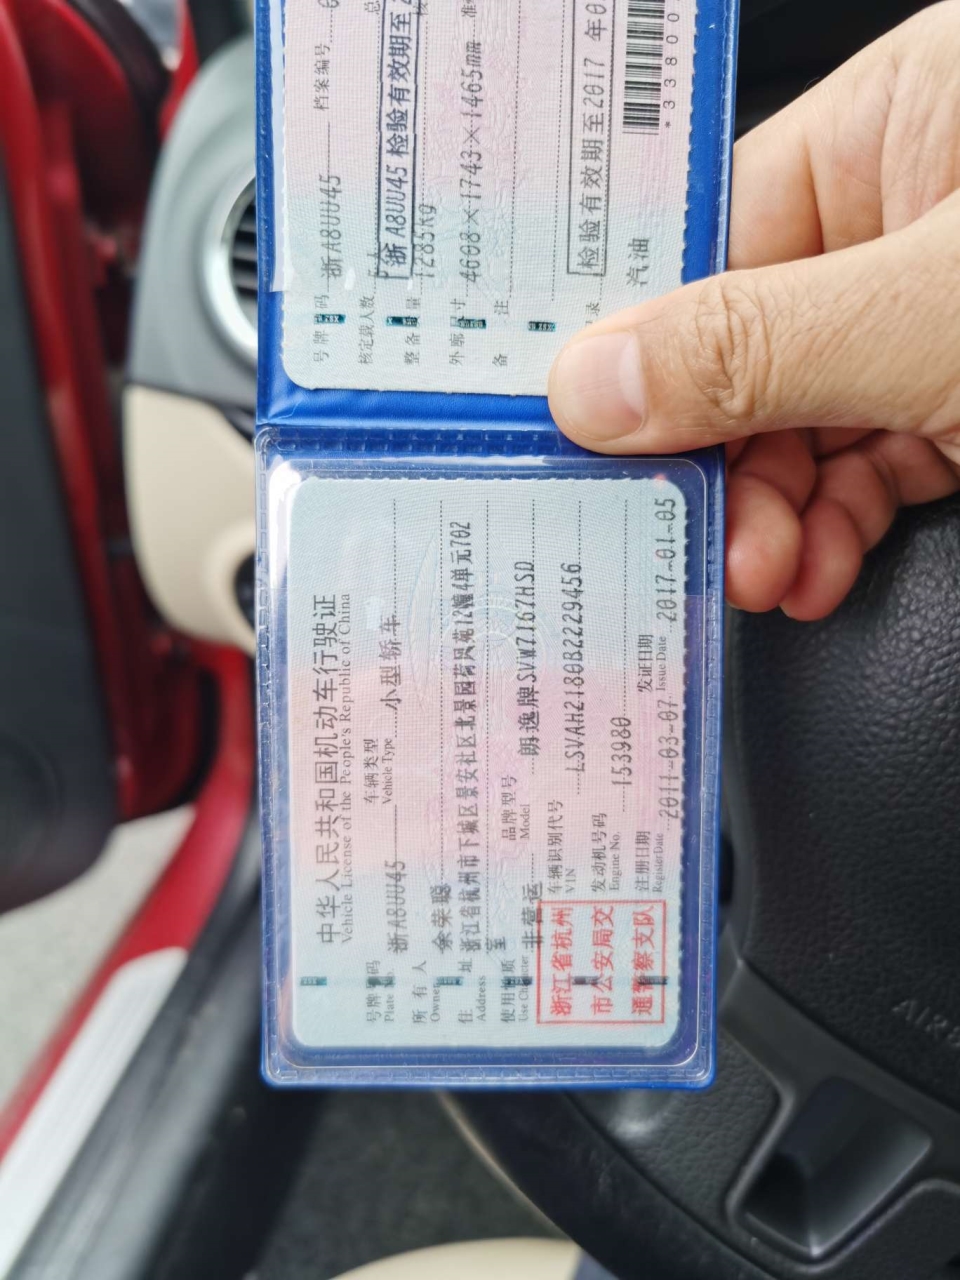 中华人民共和国机动车行驶证
Vehicle License of the People's Republic of China
号牌号码 浙A8UU45 车辆类型 小型轿车
Plate No. Vehicle Type
所有人 余荣聪
Owner
住址 浙江省杭州市下城区景安社区北景园荷风苑12幢4单元702
Address 室
使用性质 非营运 品牌型号 朗逸牌SVW7167HSD
Use Character Model
浙江省杭州
市公安局交
通警察支队
车辆识别代号 LSVAH2180B2229456
VIN
发动机号码 153980
Engine No.
注册日期 2011-03-07 发证日期 2017-01-05
Register Date Issue Date
号牌号码 浙A8UU45 档案编号
核定载人数
浙A8UU45 检验有效期至2
整备质量 1285kg
外廓尺寸 4608×1743×1465mm
备注
检验有效期至2017 年0
录 汽油
*33800